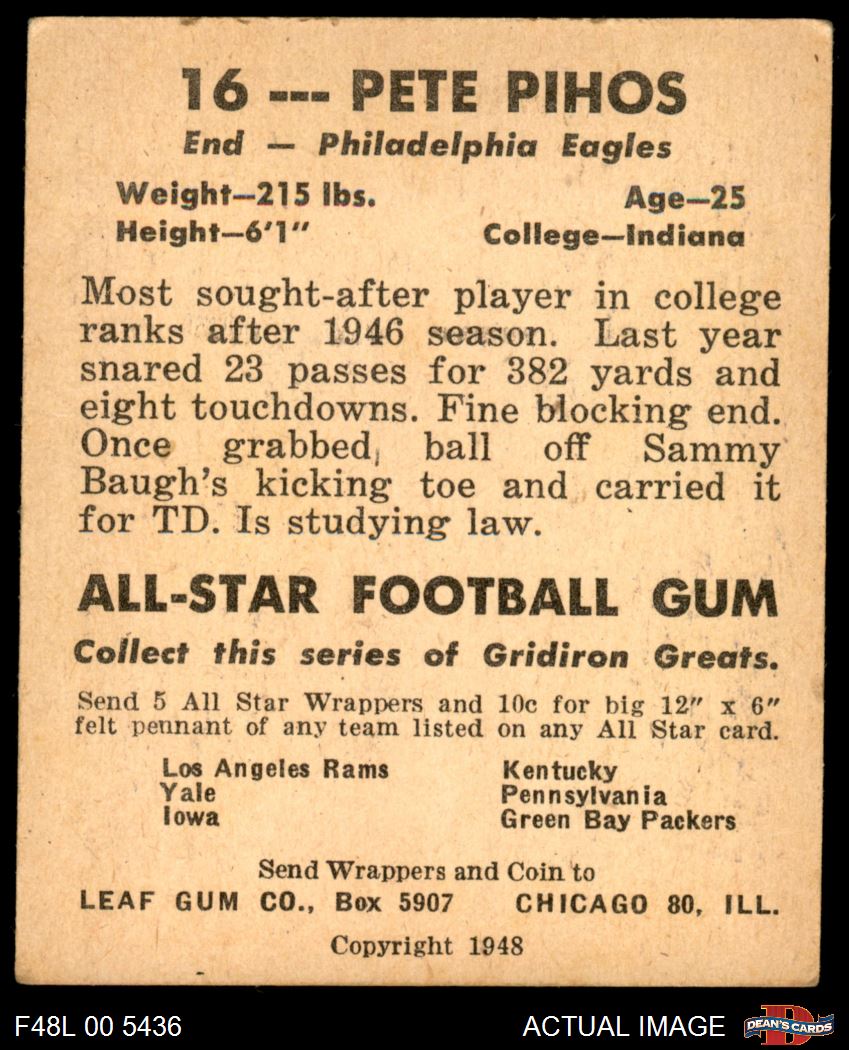 16 --- PETE PIHOS
End — Philadelphia Eagles
Weight—215 lbs. Age—25
Height—6'1" College—Indiana
Most sought-after player in college
ranks after 1946 season. Last year
snared 23 passes for 382 yards and
eight touchdowns. Fine blocking end.
Once grabbed, ball off Sammy
Baugh's kicking toe and carried it
for TD. Is studying law.
ALL-STAR FOOTBALL GUM
Collect this series of Gridiron Greats.
Send 5 All Star Wrappers and 10c for big 12" x 6"
felt pennant of any team listed on any All Star card.
Los Angeles Rams Kentucky
Yale Pennsylvania
Iowa Green Bay Packers
Send Wrappers and Coin to
LEAF GUM CO., Box 5907 CHICAGO 80, ILL.
Copyright 1948
F48L 00 5436 ACTUAL IMAGE DEAN'S CARDS